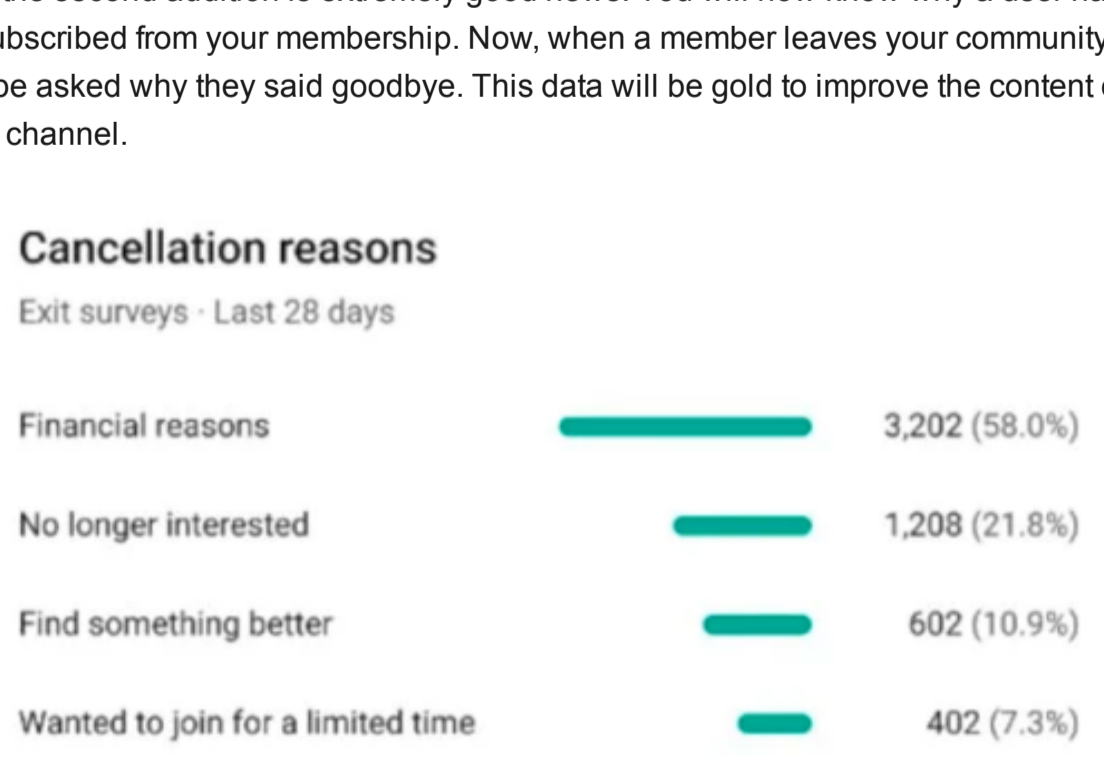 ubscribed from your membership. Now, when a member leaves your community
be asked why they said goodbye. This data will be gold to improve the content
channel.
Cancellation reasons
Exit surveys · Last 28 days
Financial reasons 3,202 (58.0%)
No longer interested 1,208 (21.8%)
Find something better 602 (10.9%)
Wanted to join for a limited time 402 (7.3%)